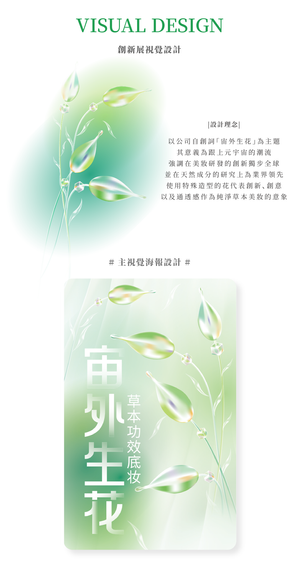 VISUAL DESIGN
創新展視覺設計
|設計理念|
以公司自創詞「宙外生花」為主題
其意義為跟上元宇宙的潮流
強調在美妝研發的創新獨步全球
並在天然成分的研究上為業界領先
使用特殊造型的花代表創新、創意
以及通透感作為純淨草本美妝的意象
# 主視覺海報設計 #
宙外生花
草本功效底妝